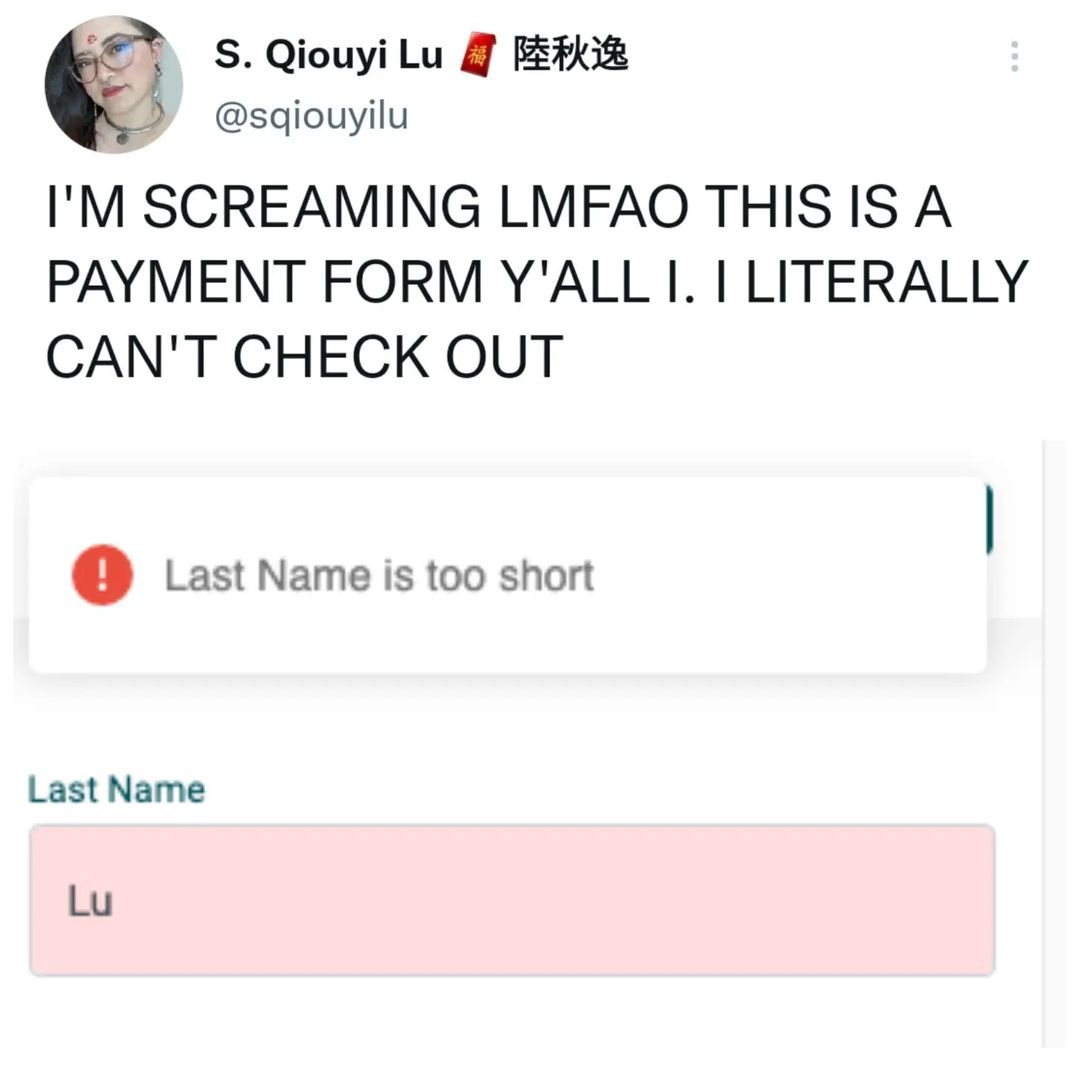 S. Qiouyi Lu 🧧 陸秋逸
@sqiouyilu
I'M SCREAMING LMFAO THIS IS A
PAYMENT FORM Y'ALL I. I LITERALLY
CAN'T CHECK OUT
Last Name is too short
Last Name
Lu